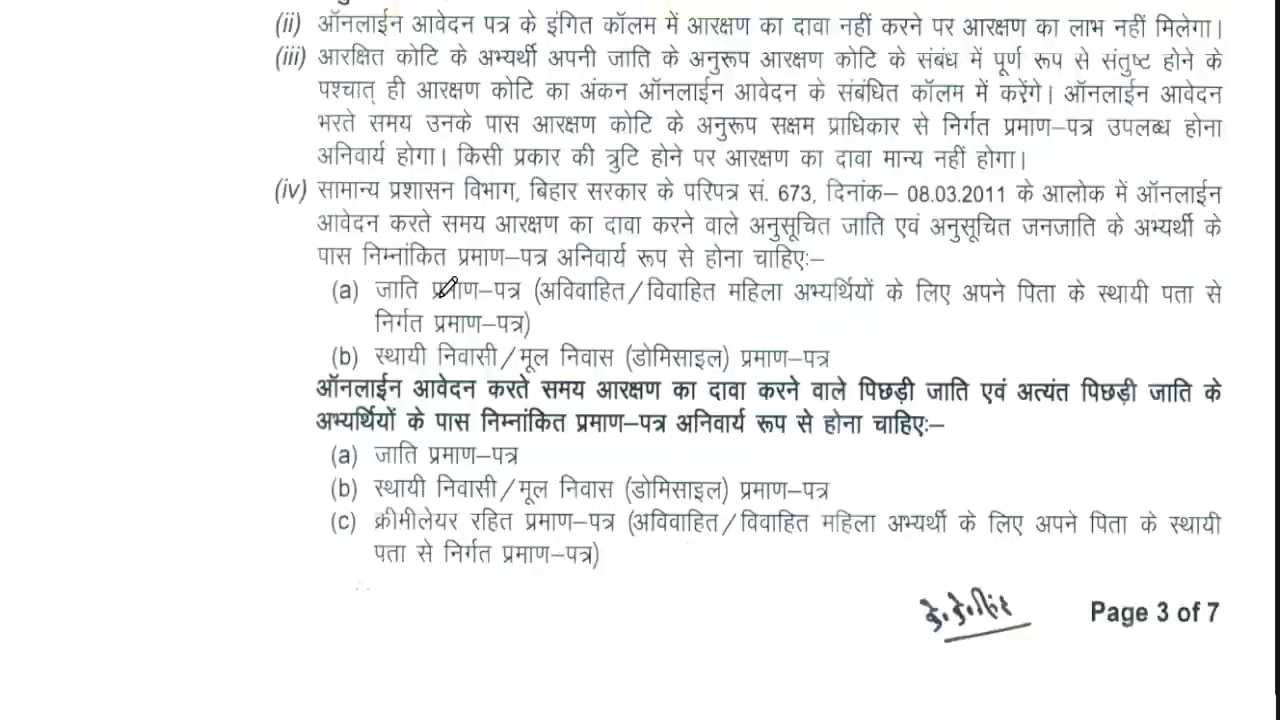 (ii) ऑनलाईन आवेदन पत्र के इंगित कॉलम में आरक्षण का दावा नहीं करने पर आरक्षण का लाभ नहीं मिलेगा।
(iii) आरक्षित कोटि के अभ्यर्थी अपनी जाति के अनुरूप आरक्षण कोटि के संबंध में पूर्ण रूप से संतुष्ट होने के
पश्चात् ही आरक्षण कोटि का अंकन ऑनलाईन आवेदन के संबंधित कॉलम में करेंगे। ऑनलाईन आवेदन
भरते समय उनके पास आरक्षण कोटि के अनुरूप सक्षम प्राधिकार से निर्गत प्रमाण–पत्र उपलब्ध होना
अनिवार्य होगा। किसी प्रकार की त्रुटि होने पर आरक्षण का दावा मान्य नहीं होगा।
(iv) सामान्य प्रशासन विभाग, बिहार सरकार के परिपत्र सं. 673, दिनांक– 08.03.2011 के आलोक में ऑनलाईन
आवेदन करते समय आरक्षण का दावा करने वाले अनुसूचित जाति एवं अनुसूचित जनजाति के अभ्यर्थी के
पास निम्नांकित प्रमाण–पत्र अनिवार्य रूप से होना चाहिए:–
(a) जाति प्रमाण–पत्र (अविवाहित/विवाहित महिला अभ्यर्थियों के लिए अपने पिता के स्थायी पता से
निर्गत प्रमाण–पत्र)
(b) स्थायी निवासी/मूल निवास (डोमिसाइल) प्रमाण–पत्र
ऑनलाईन आवेदन करते समय आरक्षण का दावा करने वाले पिछड़ी जाति एवं अत्यंत पिछड़ी जाति के
अभ्यर्थियों के पास निम्नांकित प्रमाण–पत्र अनिवार्य रूप से होना चाहिए:–
(a) जाति प्रमाण–पत्र
(b) स्थायी निवासी/मूल निवास (डोमिसाइल) प्रमाण–पत्र
(c) क्रीमीलेयर रहित प्रमाण–पत्र (अविवाहित/विवाहित महिला अभ्यर्थी के लिए अपने पिता के स्थायी
पता से निर्गत प्रमाण–पत्र)
के. के. सिंह
Page 3 of 7